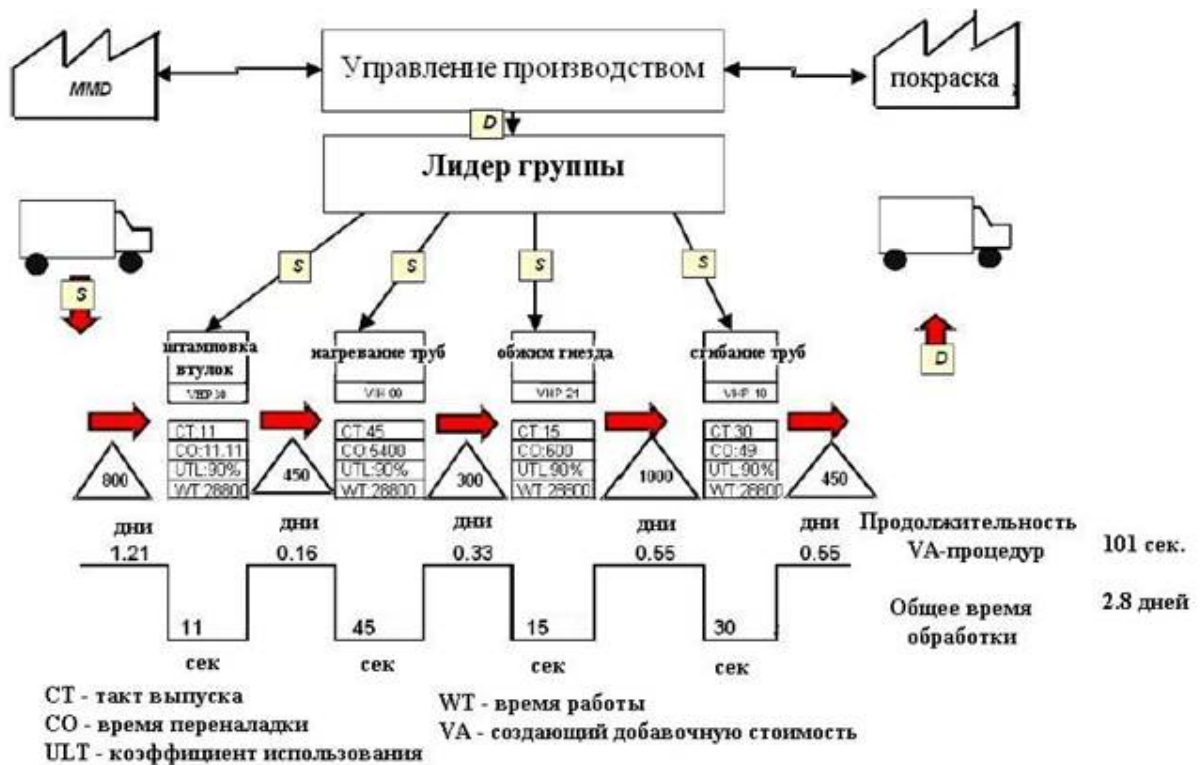 MMD
Управление производством
покраска
D
Лидер группы
S
S
S
S
S
D
штамповка
втулок
нагревание труб
обжим гнезда
сгибание труб
VHP 21
VHP 10
CT:11
CO:11.11
UTL:90%
WT:28800
CT:45
CO:5400
UTL:90%
WT:28800
CT:15
CO:600
UTL:90%
WT:28800
CT:30
CO:49
UTL:90%
WT:28800
800
450
300
1000
450
дни
дни
дни
дни
дни
1.21
0.16
0.33
0.55
0.55
11
45
15
30
сек
сек
сек
сек
Продолжительность
VA-процедур
101 сек.
Общее время
обработки
2.8 дней
CT - такт выпуска
CO - время переналадки
ULT - коэффициент использования
WT - время работы
VA - создающий добавочную стоимость